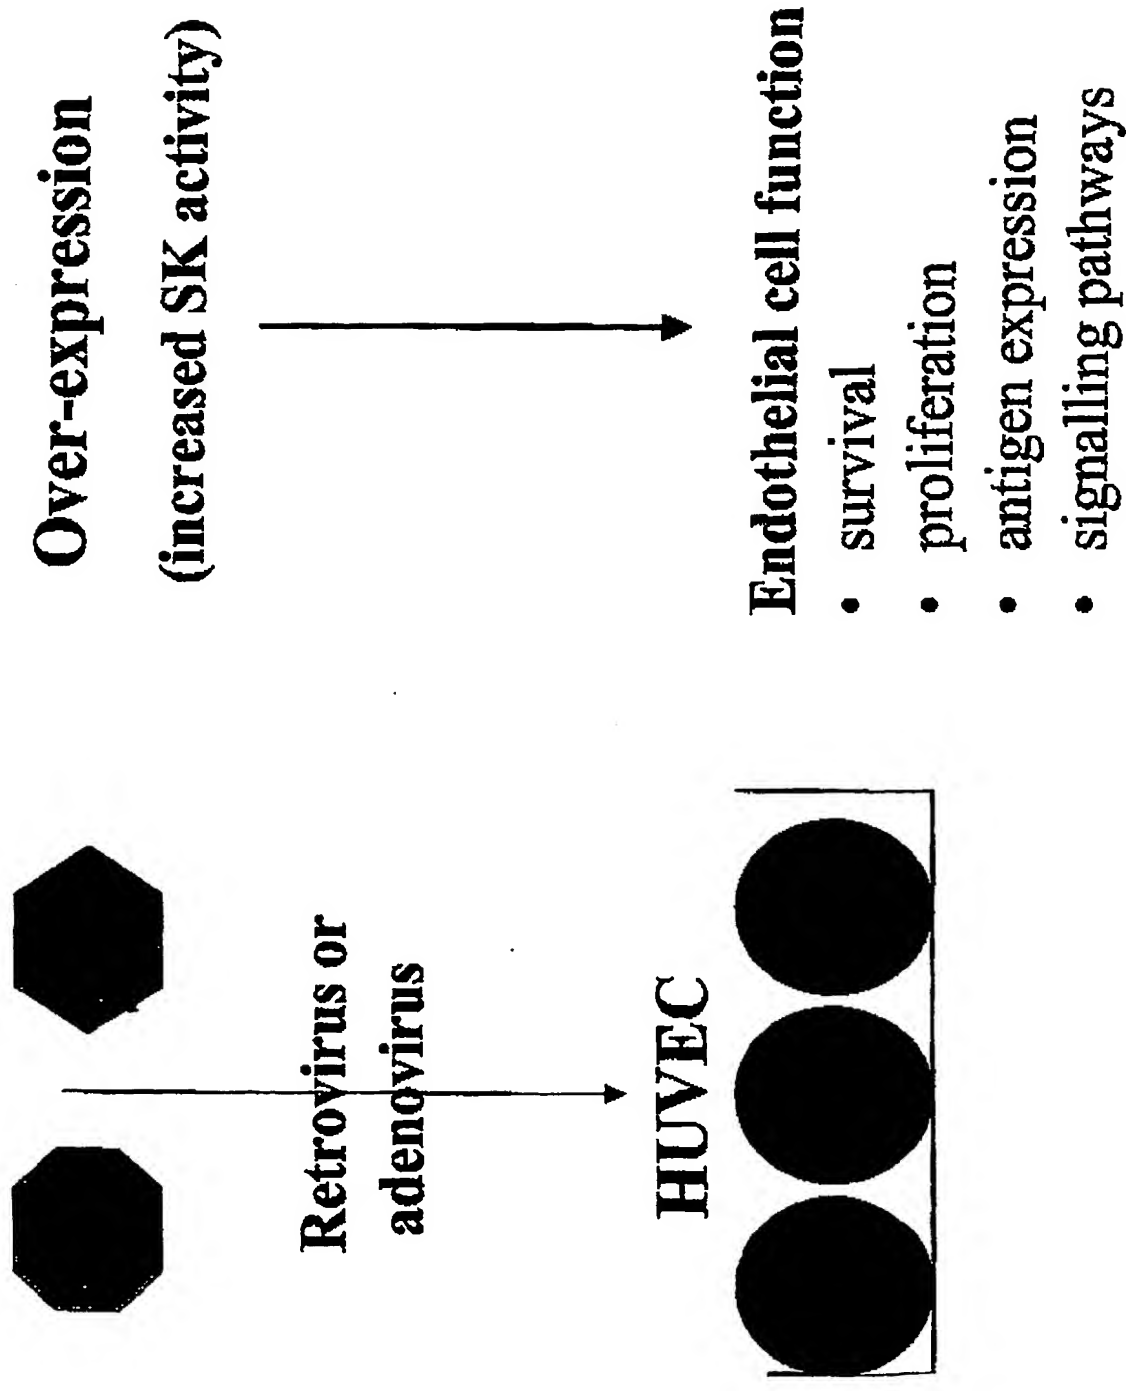 Retrovirus or
adenovirus
HUVEC
Over-expression
(increased SK activity)
Endothelial cell function
• survival
• proliferation
• antigen expression
• signalling pathways